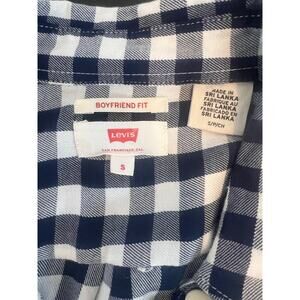 BOYFRIEND FIT
Levi's
SAN FRANCISCO, CAL.
S
MADE IN
SRI LANKA
FABRIQUÉ AU
SRI LANKA
FABRICADO EN
SRI LANKA
S/P/CH